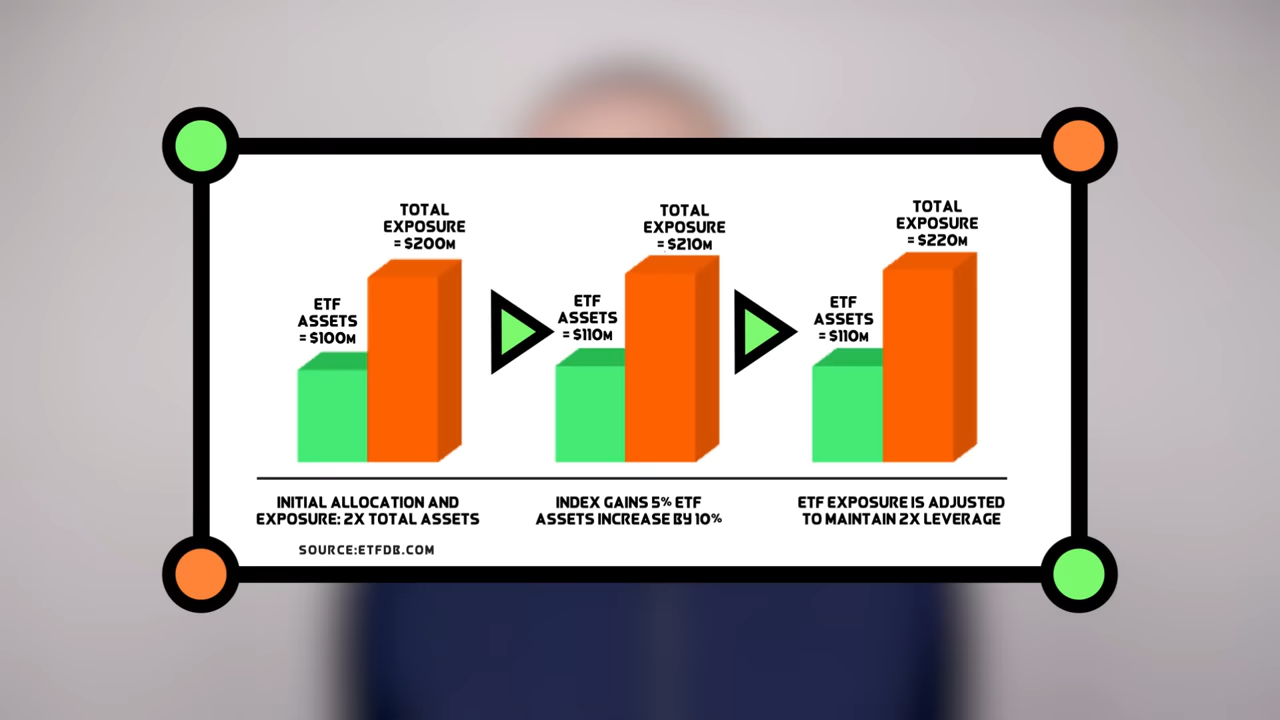 TOTAL
EXPOSURE
= $200M
ETF
ASSETS
= $100M
TOTAL
EXPOSURE
= $210M
ETF
ASSETS
= $110M
TOTAL
EXPOSURE
= $220M
ETF
ASSETS
= $110M
INITIAL ALLOCATION AND
EXPOSURE: 2X TOTAL ASSETS
INDEX GAINS 5% ETF
ASSETS INCREASE BY 10%
ETF EXPOSURE IS ADJUSTED
TO MAINTAIN 2X LEVERAGE
SOURCE:ETFDB.COM